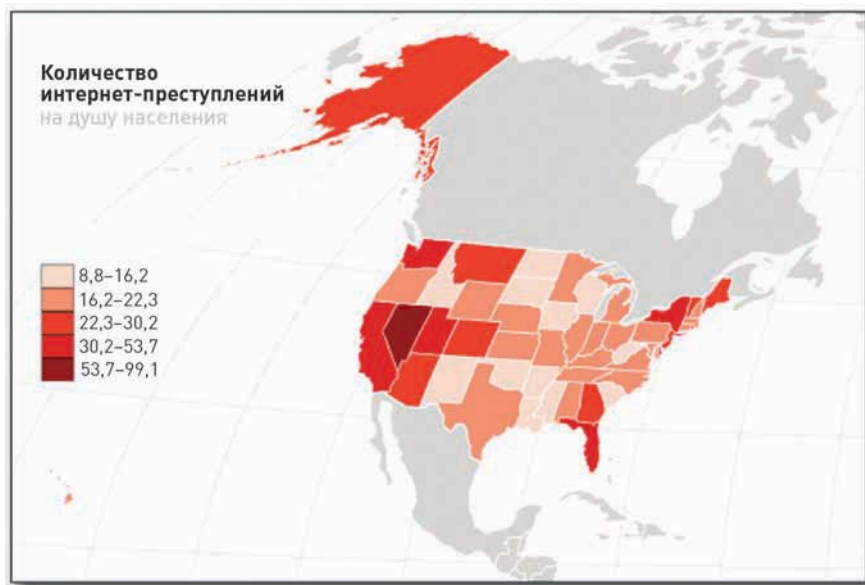 Количество
интернет-преступлений
на душу населения
8,8–16,2
16,2–22,3
22,3–30,2
30,2–53,7
53,7–99,1